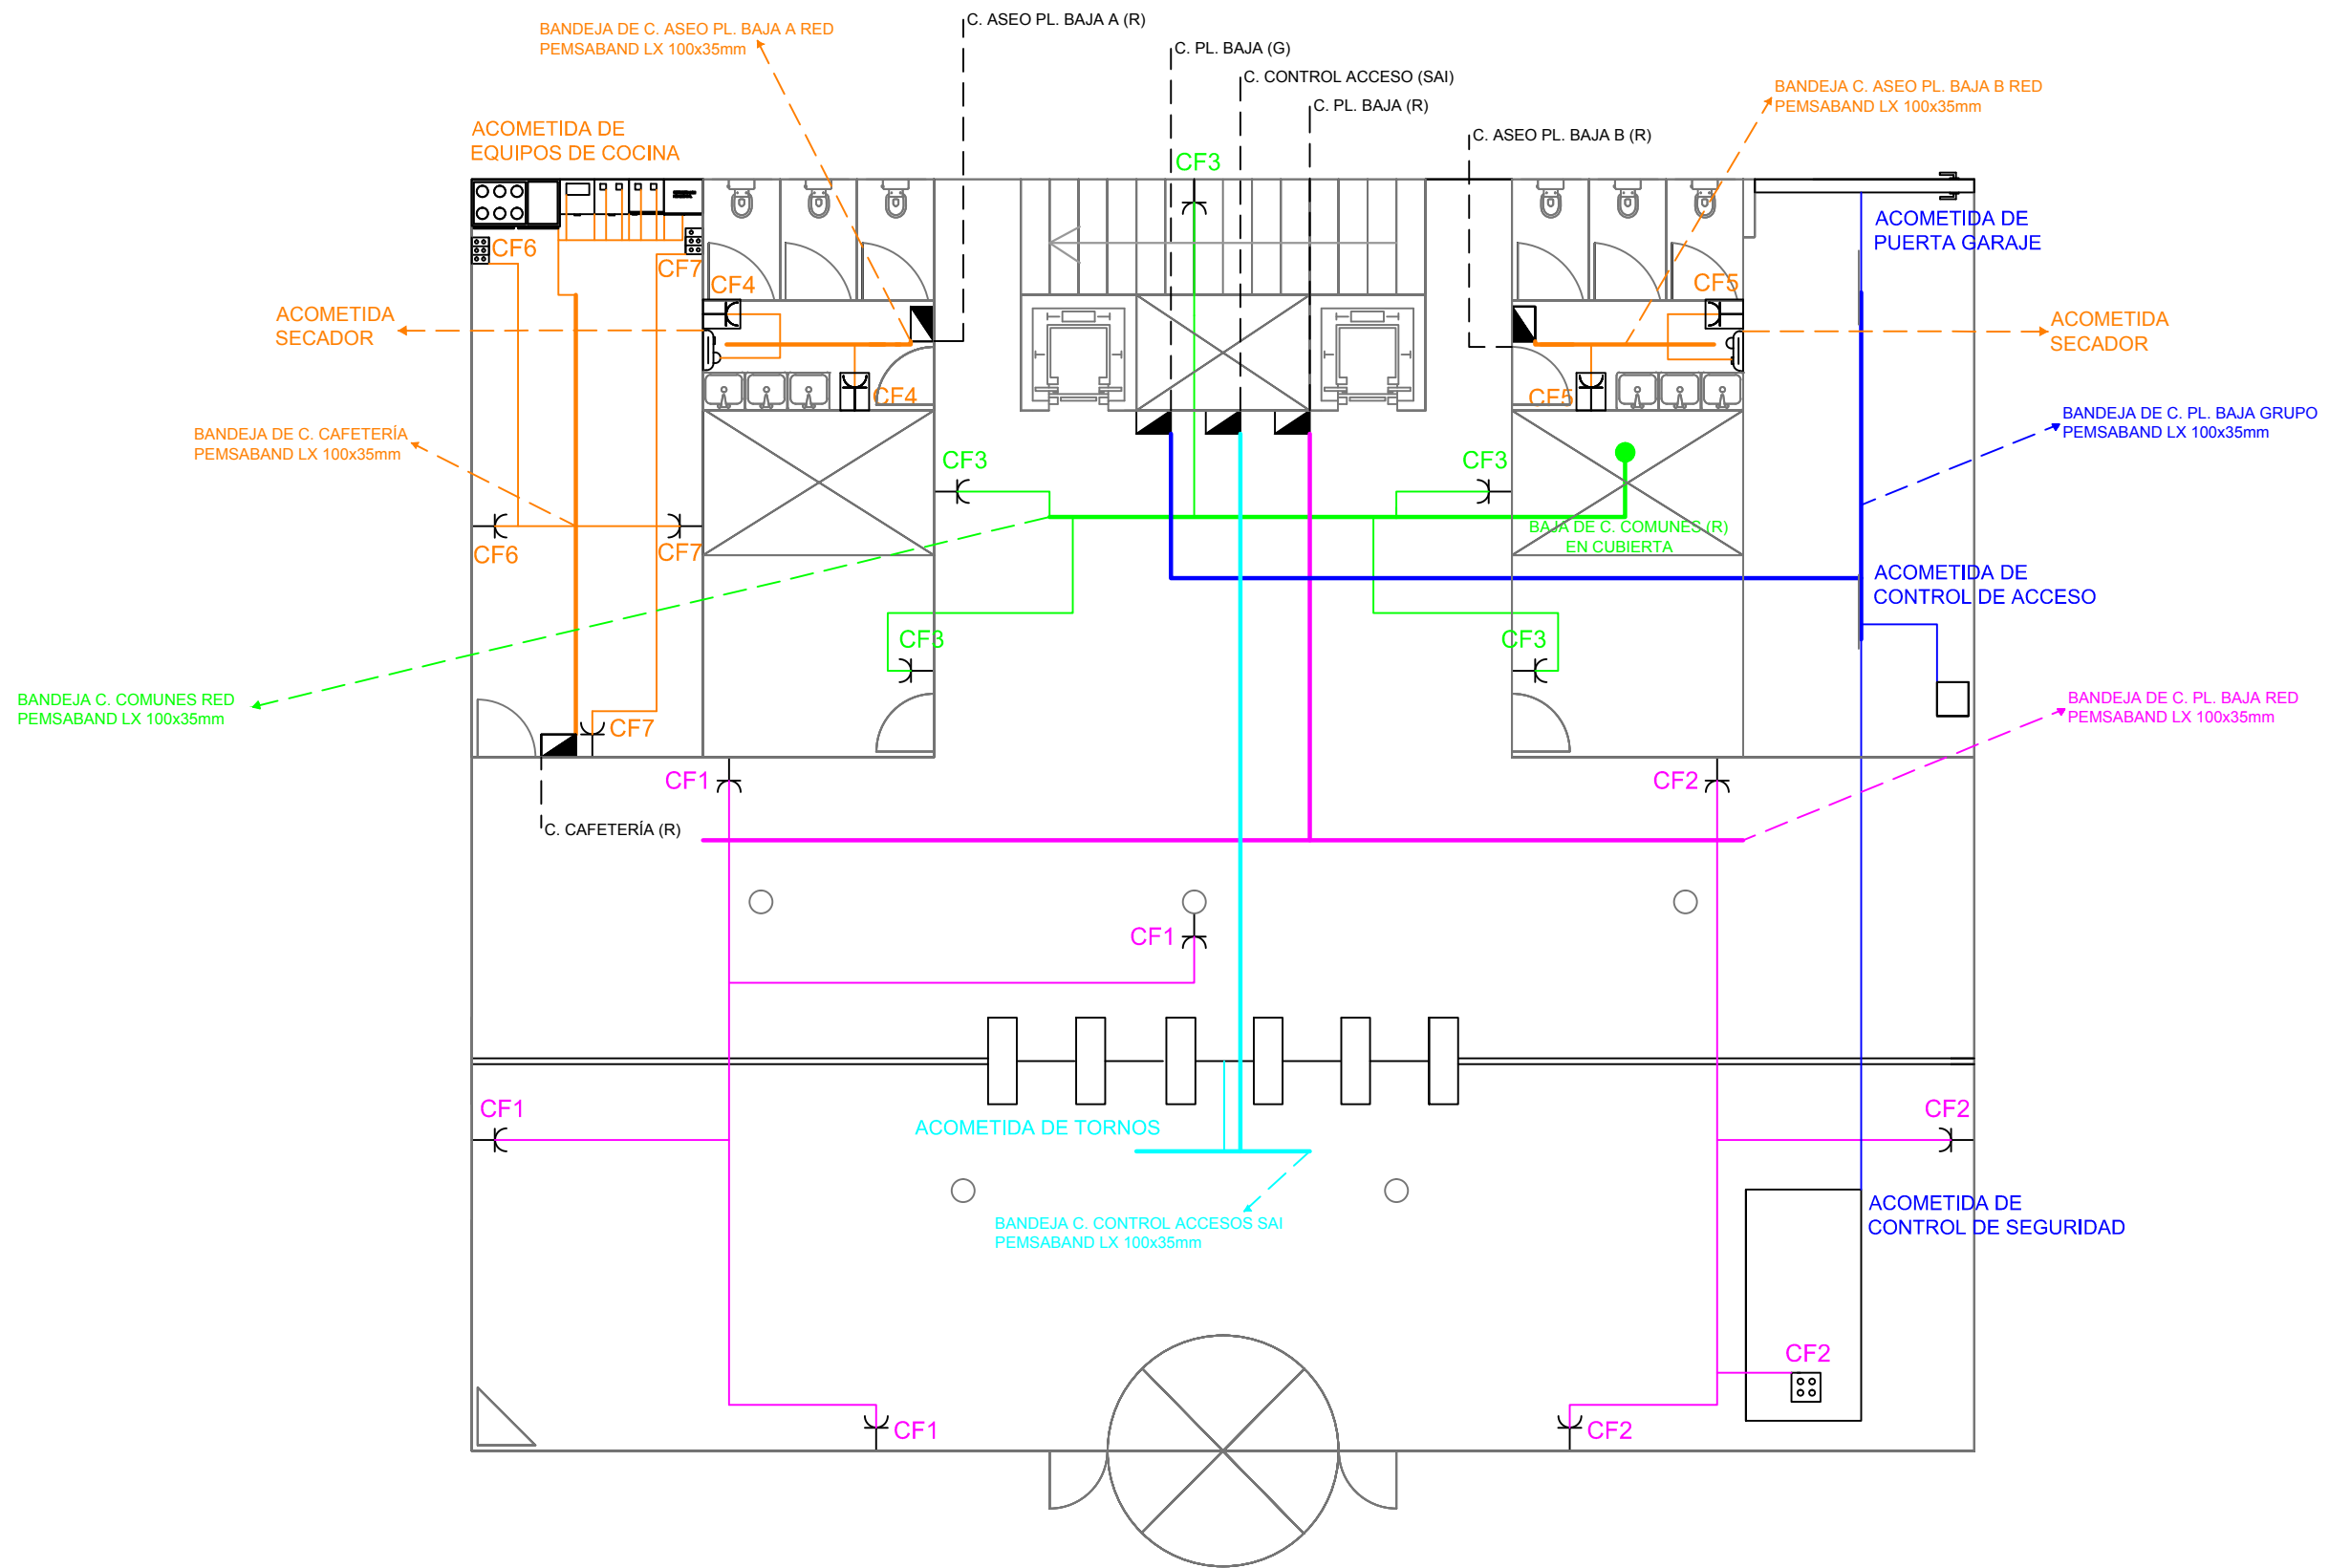 C. ASEO PL. BAJA A (R)
BANDEJA DE C. ASEO PL. BAJA A RED
PEMSABAND LX 100x35mm
C. PL. BAJA (G)
C. CONTROL ACCESO (SAI)
C. PL. BAJA (R)
BANDEJA C. ASEO PL. BAJA B RED
PEMSABAND LX 100x35mm
ACOMETIDA DE
EQUIPOS DE COCINA
C. ASEO PL. BAJA B (R)
CF3
ACOMETIDA DE
PUERTA GARAJE
CF6
CF7
CF4
CF5
ACOMETIDA
SECADOR
ACOMETIDA
SECADOR
CF4
CF5
BANDEJA DE C. PL. BAJA GRUPO
PEMSABAND LX 100x35mm
BANDEJA DE C. CAFETERÍA
PEMSABAND LX 100x35mm
CF3
CF3
BAJA DE C. COMUNES (R)
EN CUBIERTA
CF6
CF7
ACOMETIDA DE
CONTROL DE ACCESO
CF3
CF3
BANDEJA C. COMUNES RED
PEMSABAND LX 100x35mm
BANDEJA DE C. PL. BAJA RED
PEMSABAND LX 100x35mm
CF7
CF1
CF2
C. CAFETERÍA (R)
CF1
CF1
CF2
ACOMETIDA DE TORNOS
ACOMETIDA DE
CONTROL DE SEGURIDAD
BANDEJA C. CONTROL ACCESOS SAI
PEMSABAND LX 100x35mm
CF2
CF1
CF2